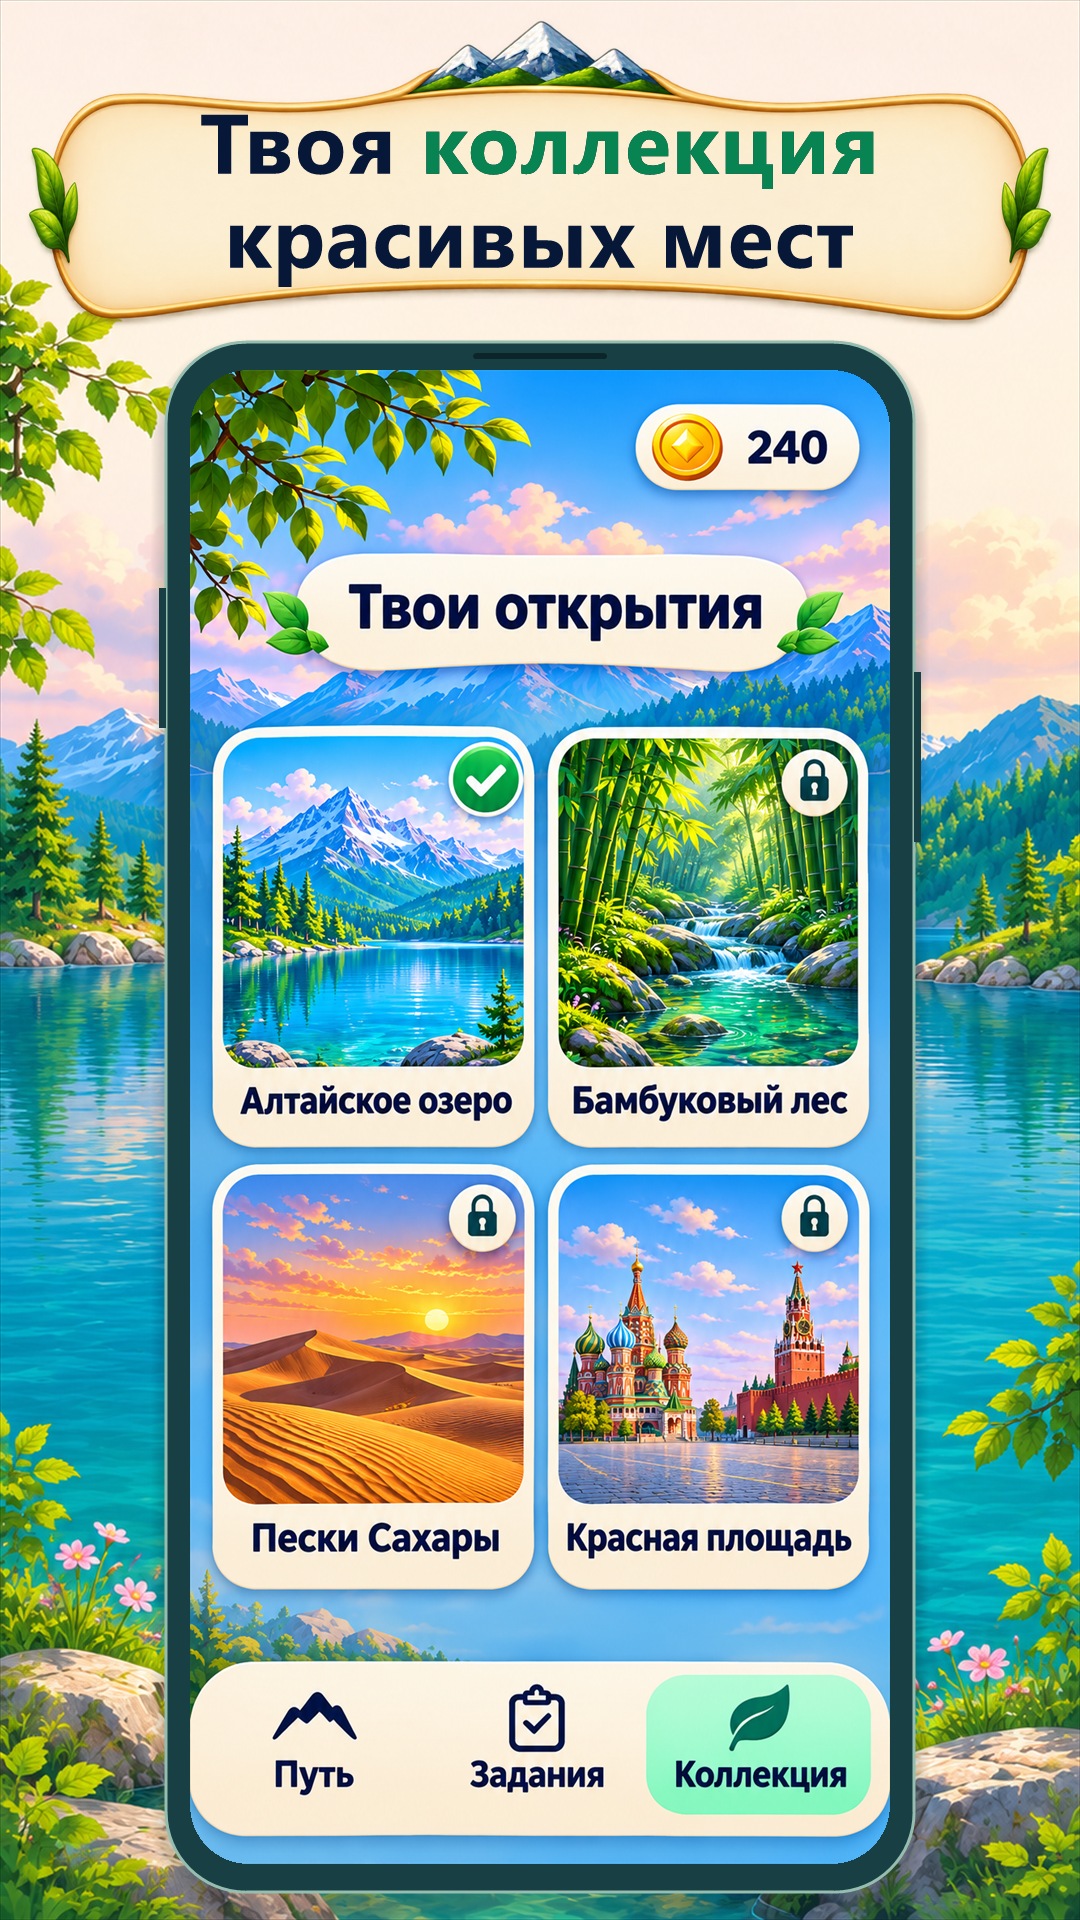 Твоя коллекция
красивых мест
240
Твои открытия
Алтайское озеро
Бамбуковый лес
Пески Сахары
Красная площадь
Путь
Задания
Коллекция